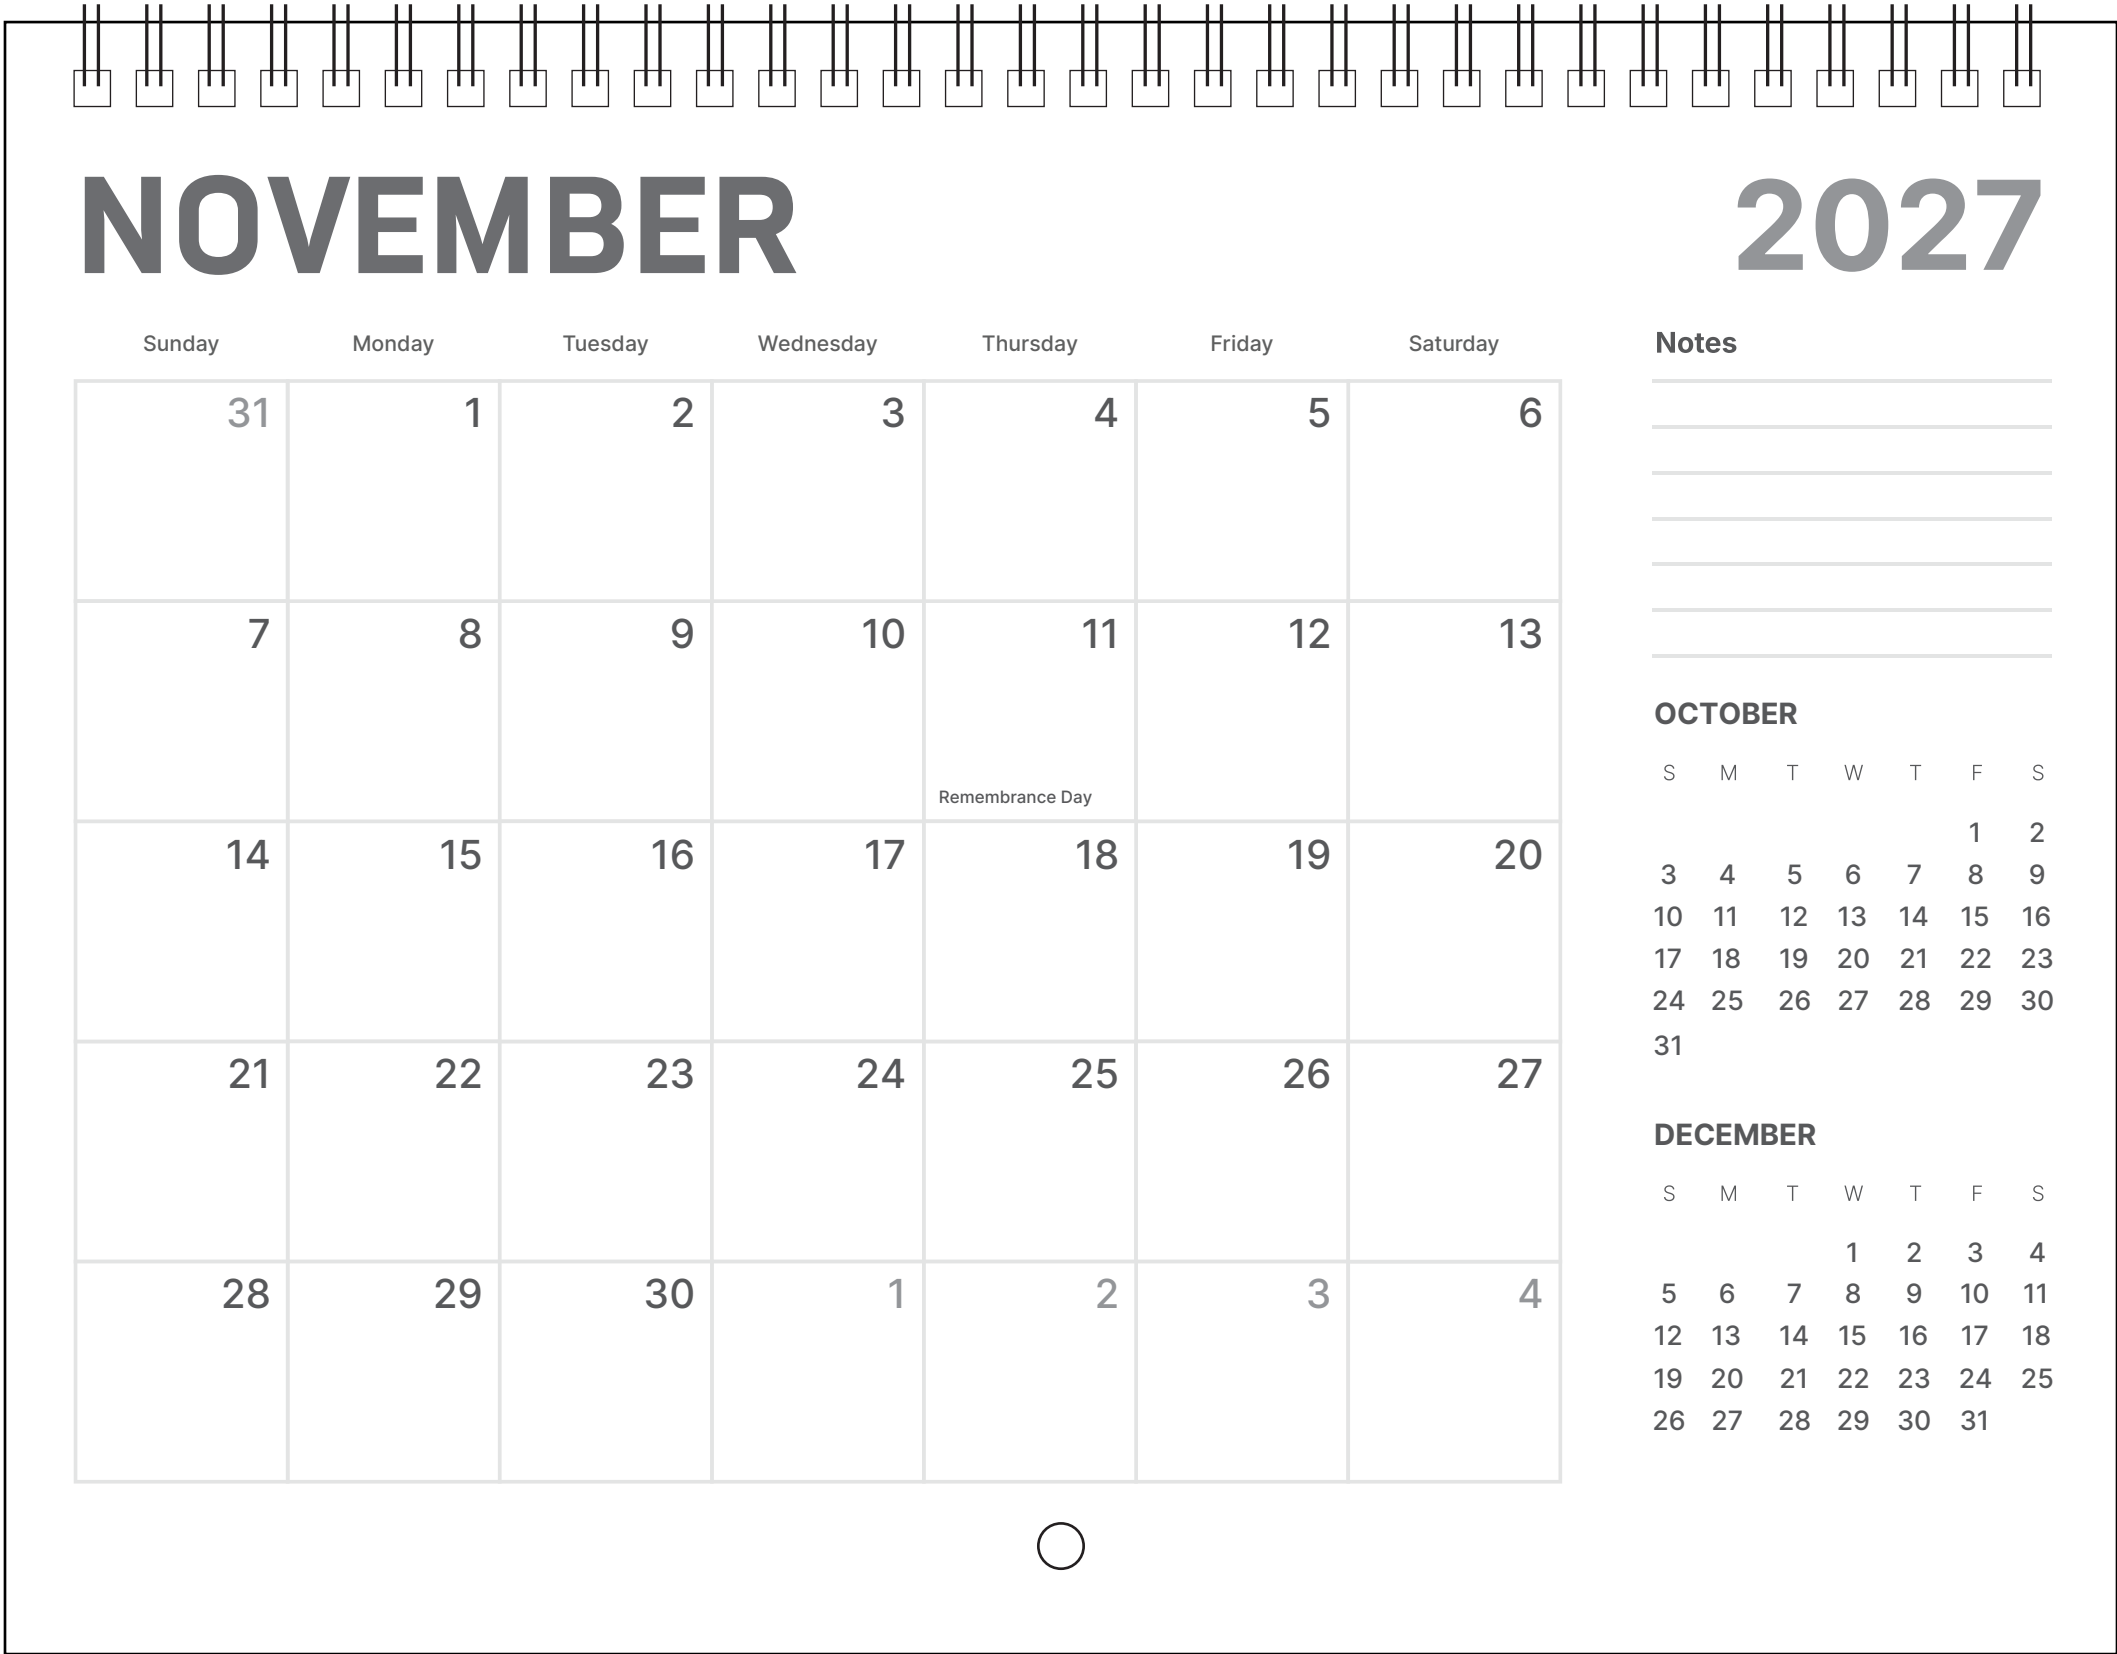 NOVEMBER 2027
Sunday Monday Tuesday Wednesday Thursday Friday Saturday
31 1 2 3 4 5 6
7 8 9 10 11 12 13
Remembrance Day
14 15 16 17 18 19 20
21 22 23 24 25 26 27
28 29 30 1 2 3 4
Notes
OCTOBER
S M T W T F S
1 2
3 4 5 6 7 8 9
10 11 12 13 14 15 16
17 18 19 20 21 22 23
24 25 26 27 28 29 30
31
DECEMBER
S M T W T F S
1 2 3 4
5 6 7 8 9 10 11
12 13 14 15 16 17 18
19 20 21 22 23 24 25
26 27 28 29 30 31